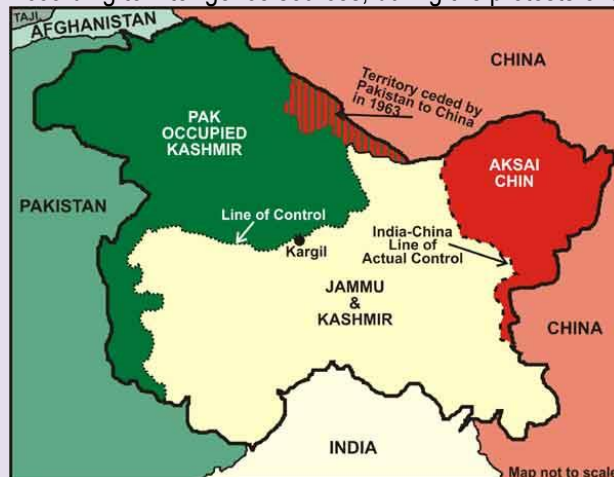 TAJI.
AFGHANISTAN
CHINA
Territory ceded by
Pakistan to China
in 1963
PAK
OCCUPIED
KASHMIR
AKSAI
CHIN
PAKISTAN
Line of Control
Kargil
India-China
Line of
Actual Control
JAMMU
&
KASHMIR
CHINA
INDIA
Map not to scale